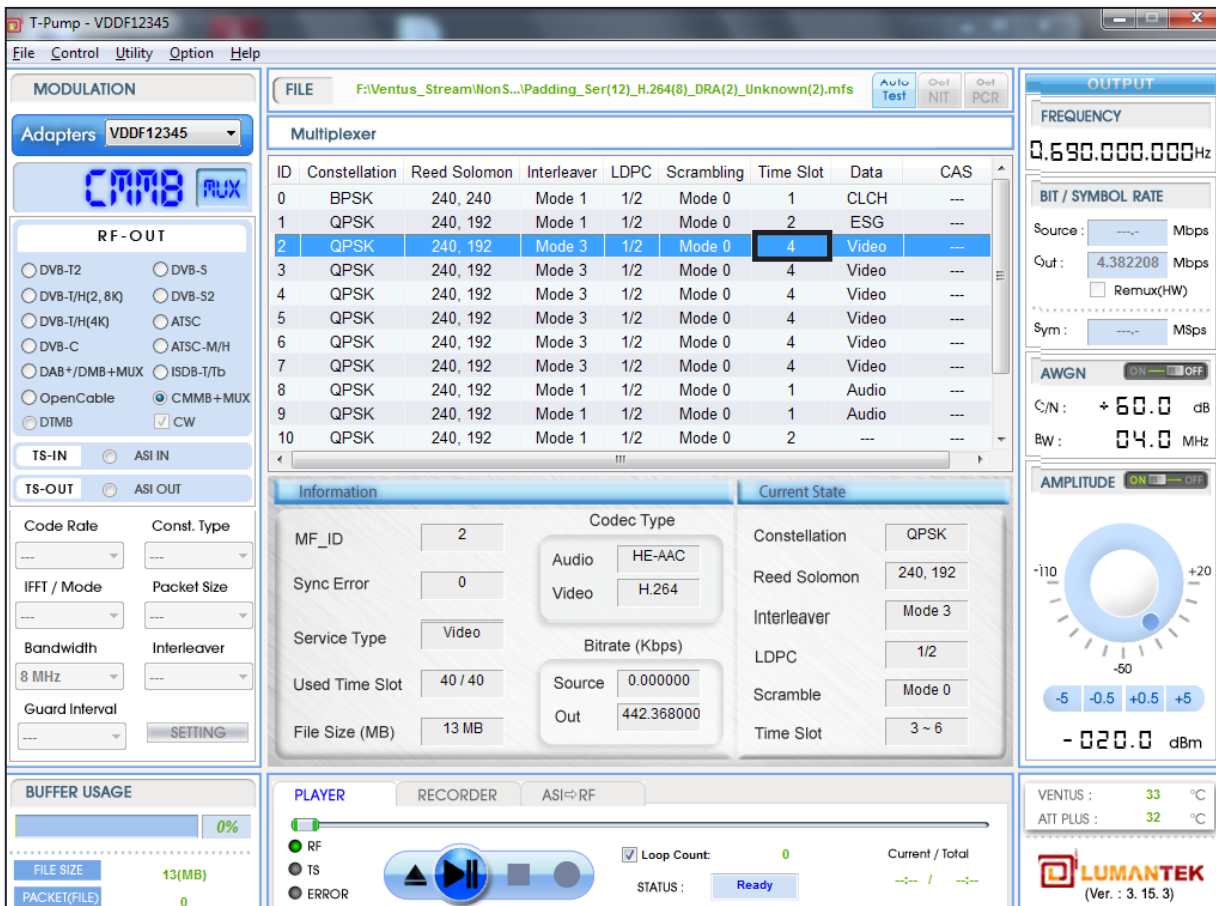 T-Pump - VDDF12345
File Control Utility Option Help
MODULATION
Adapters VDDF12345
CMMB MUX
RF-OUT
DVB-T2 DVB-S
DVB-T/H(2, 8K) DVB-S2
DVB-T/H(4K) ATSC
DVB-C ATSC-M/H
DAB+/DMB+MUX ISDB-T/Tb
OpenCable CMMB+MUX
DTMB CW
TS-IN ASI IN
TS-OUT ASI OUT
Code Rate Const. Type
--- ---
IFFT / Mode Packet Size
--- ---
Bandwidth Interleaver
8 MHz ---
Guard Interval
--- SETTING
BUFFER USAGE
0%
FILE SIZE 13(MB)
PACKET(FILE) 0
FILE F:\Ventus_Stream\NonS...\Padding_Ser(12)_H.264(8)_DRA(2)_Unknown(2).mfs Auto Test Get NIT Get PCR
Multiplexer
ID Constellation Reed Solomon Interleaver LDPC Scrambling Time Slot Data CAS
0 BPSK 240, 240 Mode 1 1/2 Mode 0 1 CLCH ---
1 QPSK 240, 192 Mode 1 1/2 Mode 0 2 ESG ---
2 QPSK 240, 192 Mode 3 1/2 Mode 0 4 Video ---
3 QPSK 240, 192 Mode 3 1/2 Mode 0 4 Video ---
4 QPSK 240, 192 Mode 3 1/2 Mode 0 4 Video ---
5 QPSK 240, 192 Mode 3 1/2 Mode 0 4 Video ---
6 QPSK 240, 192 Mode 3 1/2 Mode 0 4 Video ---
7 QPSK 240, 192 Mode 3 1/2 Mode 0 4 Video ---
8 QPSK 240, 192 Mode 1 1/2 Mode 0 1 Audio ---
9 QPSK 240, 192 Mode 1 1/2 Mode 0 1 Audio ---
10 QPSK 240, 192 Mode 1 1/2 Mode 0 2 --- ---
Information
MF_ID 2
Sync Error 0
Service Type Video
Used Time Slot 40 / 40
File Size (MB) 13 MB
Codec Type
Audio HE-AAC
Video H.264
Bitrate (Kbps)
Source 0.000000
Out 442.368000
Current State
Constellation QPSK
Reed Solomon 240, 192
Interleaver Mode 3
LDPC 1/2
Scramble Mode 0
Time Slot 3 ~ 6
PLAYER RECORDER ASI⇨RF
RF
TS
ERROR
Loop Count: 0
STATUS : Ready
Current / Total
--:-- / --:--
OUTPUT
FREQUENCY
0.690.000.000Hz
BIT / SYMBOL RATE
Source : ---.- Mbps
Out : 4.382208 Mbps
Remux(HW)
Sym : ---.- MSps
AWGN ON OFF
C/N : +60.0 dB
BW : 04.0 MHz
AMPLITUDE ON OFF
-110 +20
-50
-5 -0.5 +0.5 +5
-020.0 dBm
VENTUS : 33 °C
ATT PLUS : 32 °C
LUMANTEK
(Ver. : 3. 15. 3)